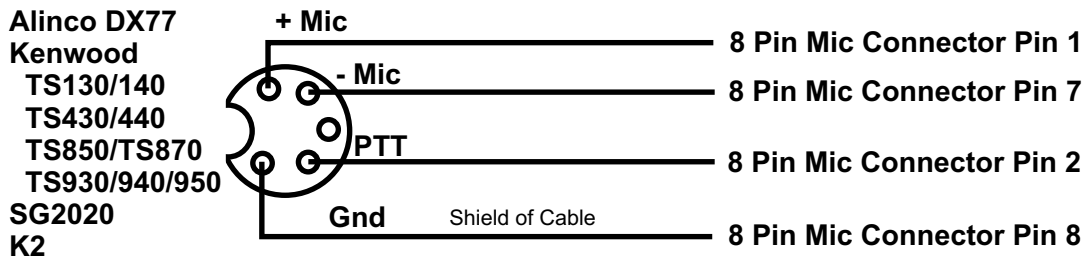 Alinco DX77
Kenwood
TS130/140
TS430/440
TS850/TS870
TS930/940/950
SG2020
K2
+ Mic
- Mic
PTT
Gnd
Shield of Cable
8 Pin Mic Connector Pin 1
8 Pin Mic Connector Pin 7
8 Pin Mic Connector Pin 2
8 Pin Mic Connector Pin 8